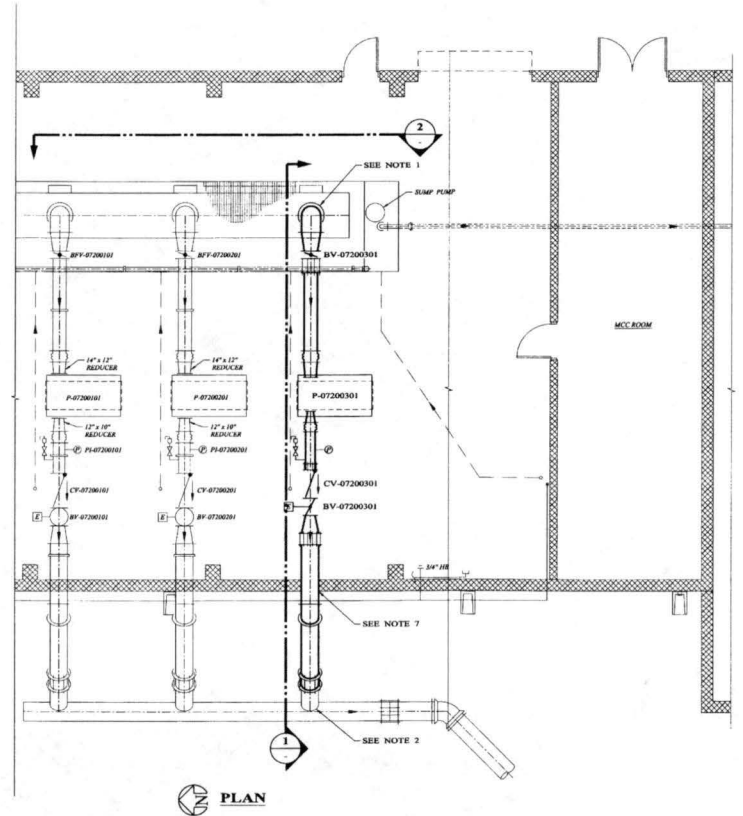 2
-
SEE NOTE 1
SUMP PUMP
BFV-07200101
BFV-07200201
BV-07200301
MCC ROOM
14" x 12"
REDUCER
14" x 12"
REDUCER
P-07200101
P-07200201
P-07200301
12" x 10"
REDUCER
12" x 10"
REDUCER
P
PI-07200101
P
PI-07200201
P
CV-07200101
CV-07200201
CV-07200301
E
BV-07200101
E
BV-07200201
E
BV-07200301
3/4" HB
SEE NOTE 7
SEE NOTE 2
1
-
N
PLAN